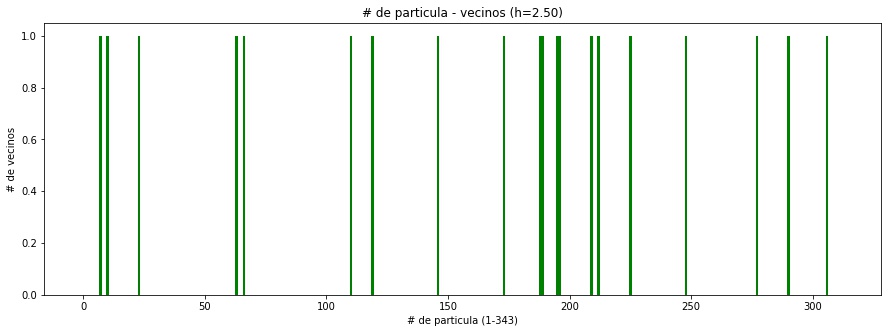 # de particula - vecinos (h=2.50)
1.0
0.8
0.6
0.4
0.2
0.0
# de vecinos
0 50 100 150 200 250 300
# de particula (1-343)